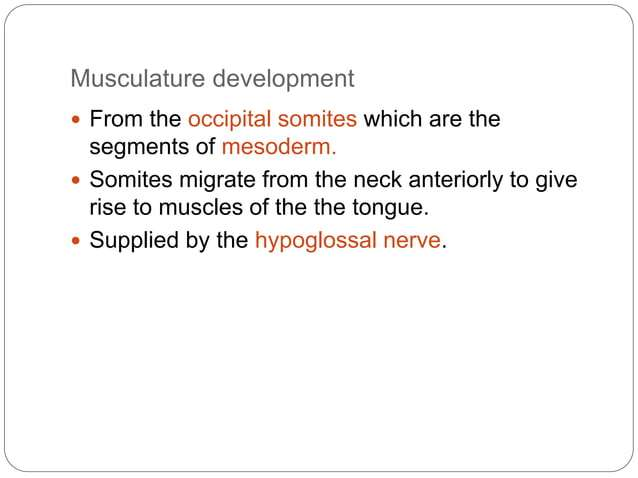 Musculature development
• From the occipital somites which are the
segments of mesoderm.
• Somites migrate from the neck anteriorly to give
rise to muscles of the the tongue.
• Supplied by the hypoglossal nerve.